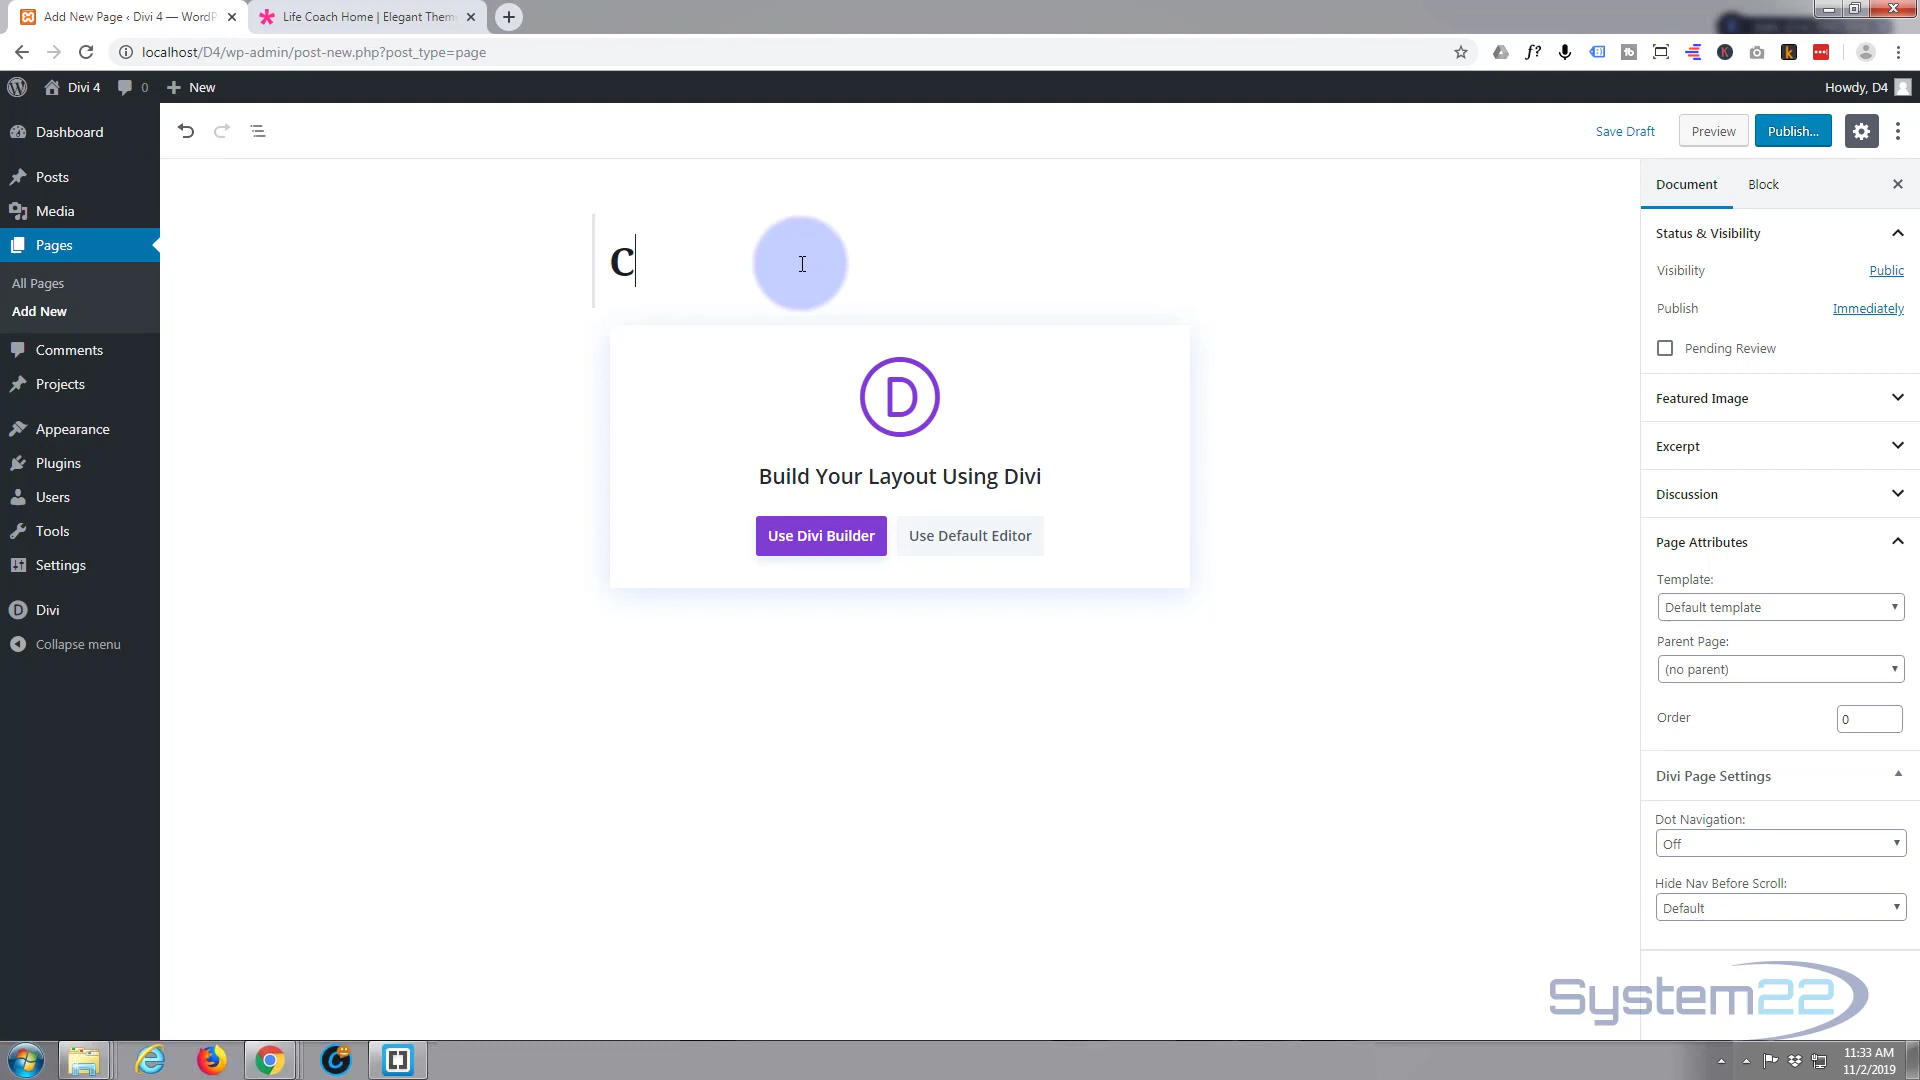 Add New Page ‹ Divi 4 — WordP
Life Coach Home | Elegant Them
localhost/D4/wp-admin/post-new.php?post_type=page
Divi 4
0
New
Howdy, D4
Dashboard
Posts
Media
Pages
All Pages
Add New
Comments
Projects
Appearance
Plugins
Users
Tools
Settings
Divi
Collapse menu
Save Draft
Preview
Publish...
C
D
Build Your Layout Using Divi
Use Divi Builder
Use Default Editor
Document
Block
Status & Visibility
Visibility
Public
Publish
Immediately
Pending Review
Featured Image
Excerpt
Discussion
Page Attributes
Template:
Default template
Parent Page:
(no parent)
Order
0
Divi Page Settings
Dot Navigation:
Off
Hide Nav Before Scroll:
Default
System22
11:33 AM
11/2/2019